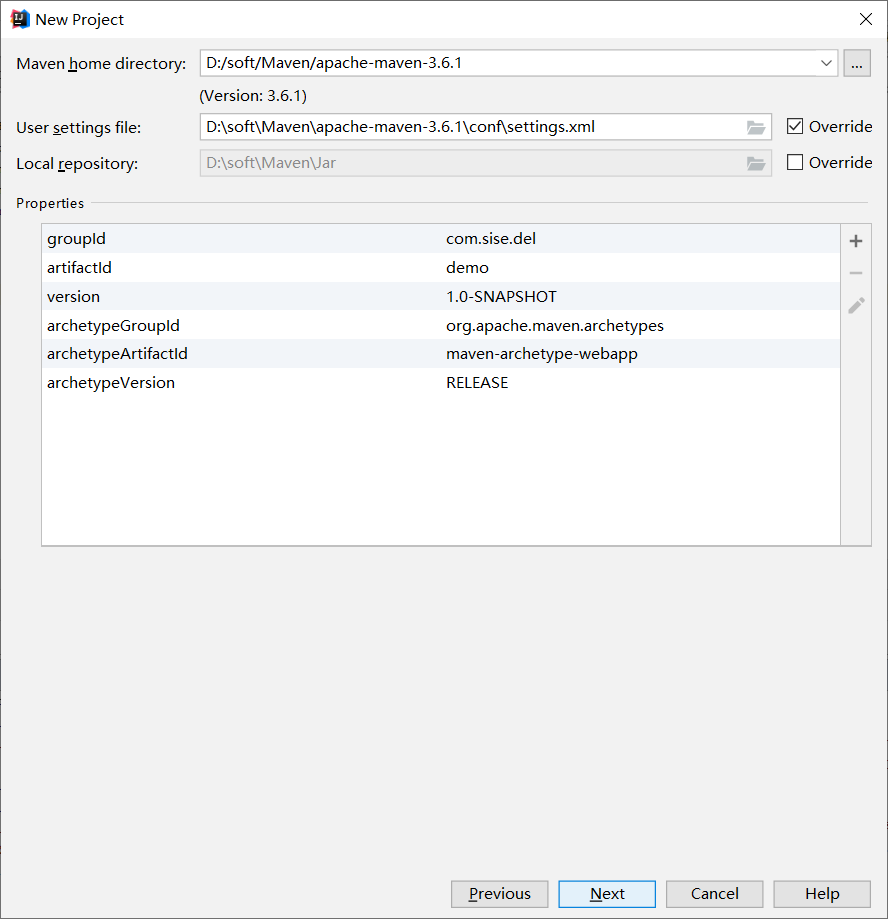 New Project
Maven home directory: D:/soft/Maven/apache-maven-3.6.1 ...
(Version: 3.6.1)
User settings file: D:\soft\Maven\apache-maven-3.6.1\conf\settings.xml Override
Local repository: D:\soft\Maven\Jar Override
Properties
groupId com.sise.del
artifactId demo
version 1.0-SNAPSHOT
archetypeGroupId org.apache.maven.archetypes
archetypeArtifactId maven-archetype-webapp
archetypeVersion RELEASE
Previous Next Cancel Help